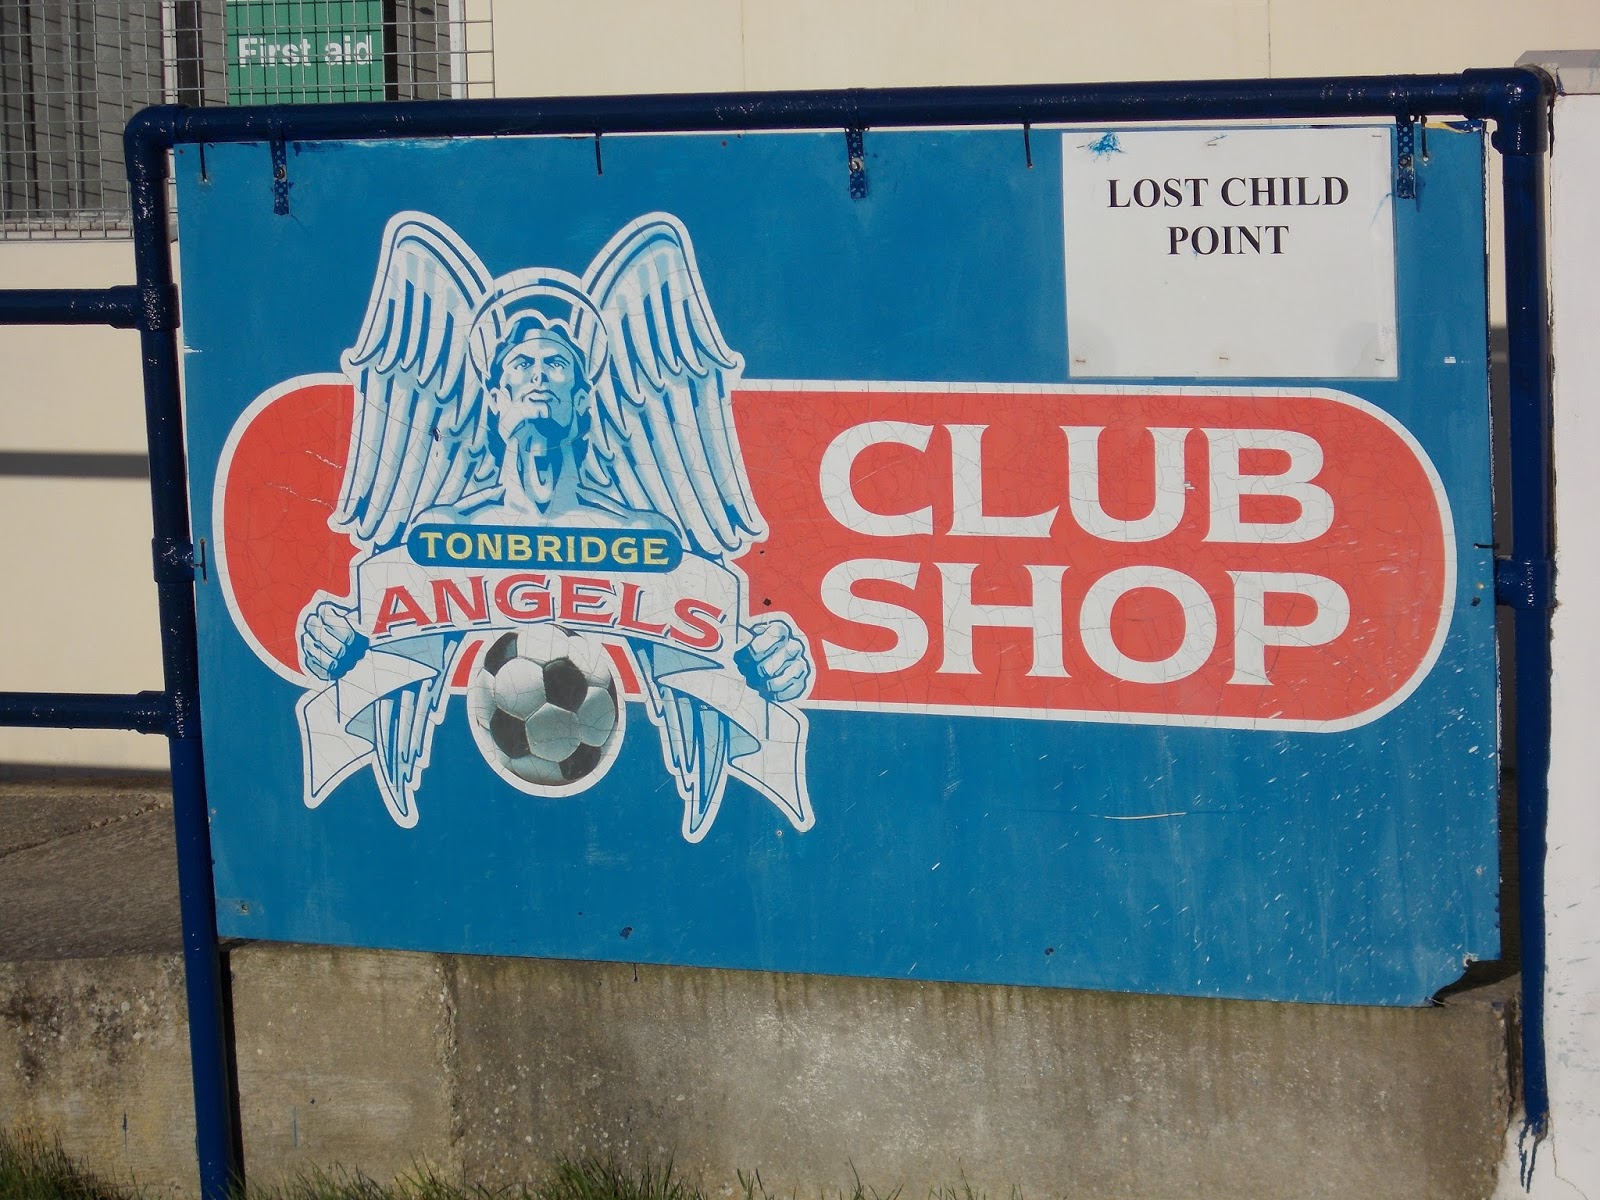 First aid
LOST CHILD
POINT
CLUB
SHOP
TONBRIDGE
ANGELS